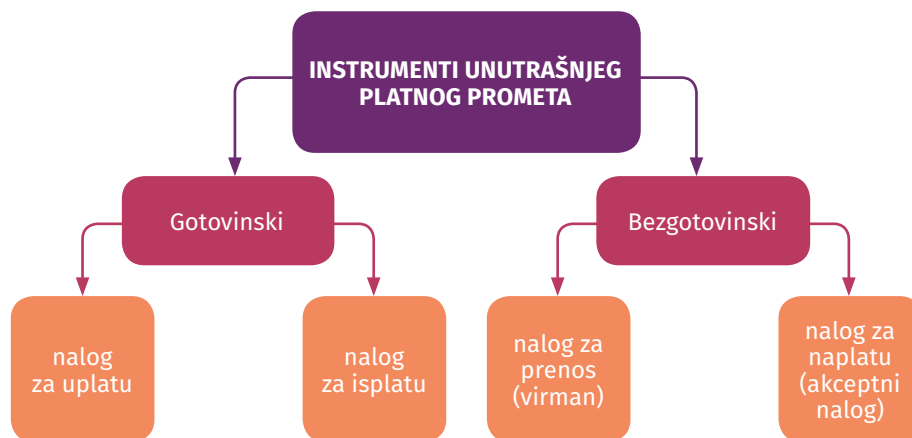 INSTRUMENTI UNUTRAŠNJEG
PLATNOG PROMETA
Gotovinski
Bezgotovinski
nalog
za uplatu
nalog
za isplatu
nalog za
prenos
(virman)
nalog za
naplatu
(akceptni
nalog)